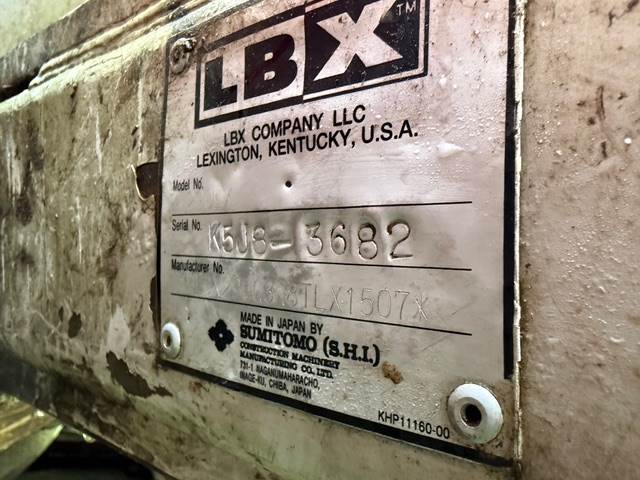 LBX™
LBX COMPANY LLC
LEXINGTON, KENTUCKY, U.S.A.
Model No.
Serial No. K5J8-3682
Manufacturer No.
MADE IN JAPAN BY
SUMITOMO (S.H.I.)
CONSTRUCTION MACHINERY
MANUFACTURING CO., LTD.
731-1 NAGANUMAHARACHO,
INAGE-KU, CHIBA, JAPAN
KHP11160-00